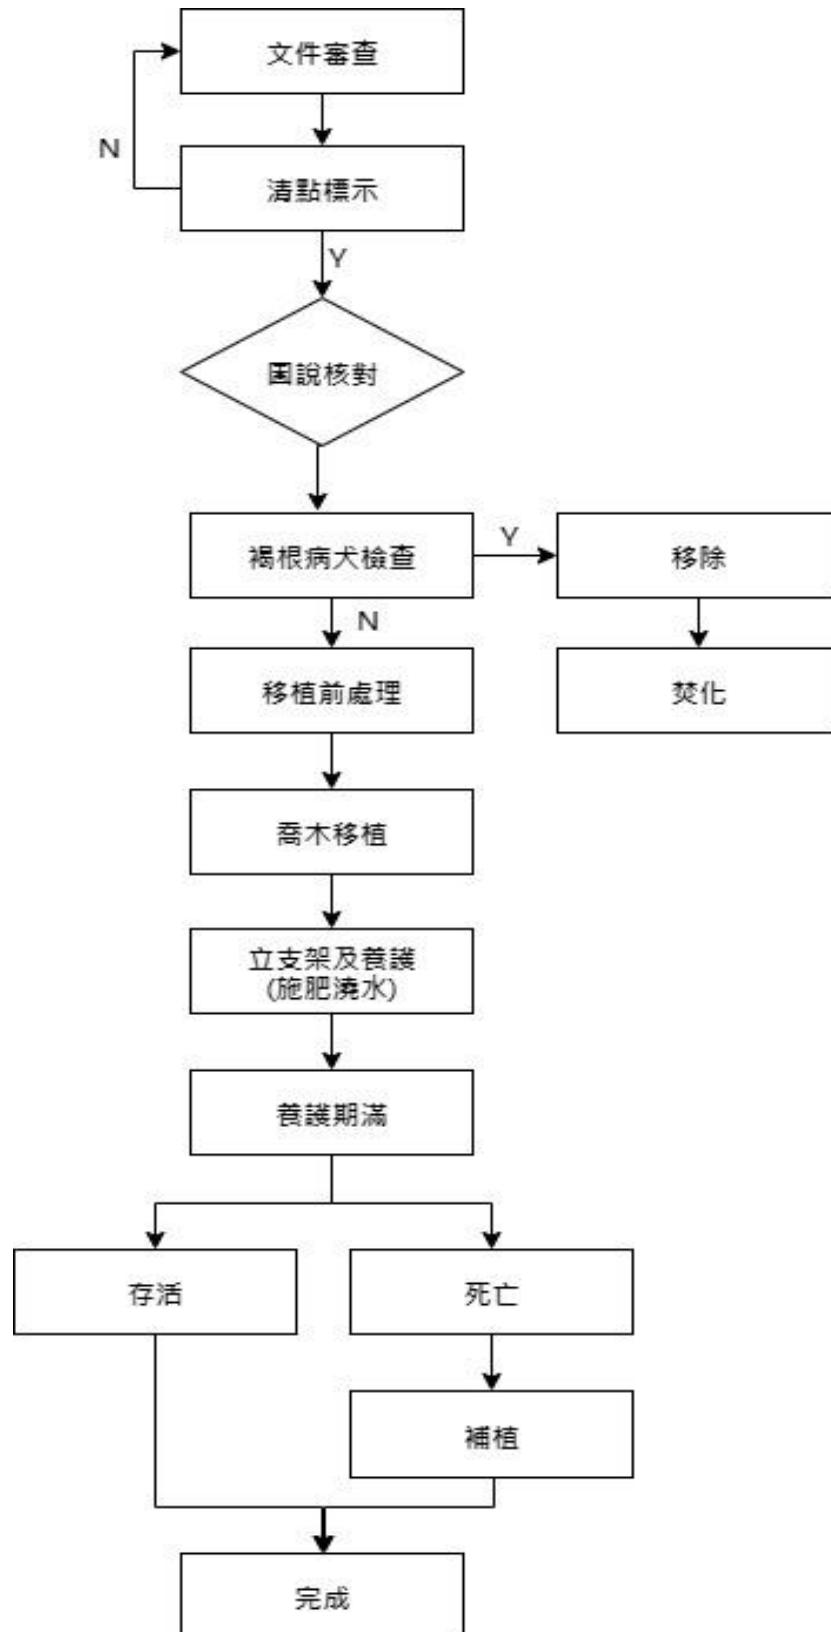 文件審查
N
清點標示
Y
圖說核對
褐根病犬檢查
Y
移除
N
移植前處理
焚化
喬木移植
立支架及養護
(施肥澆水)
養護期滿
存活
死亡
補植
完成